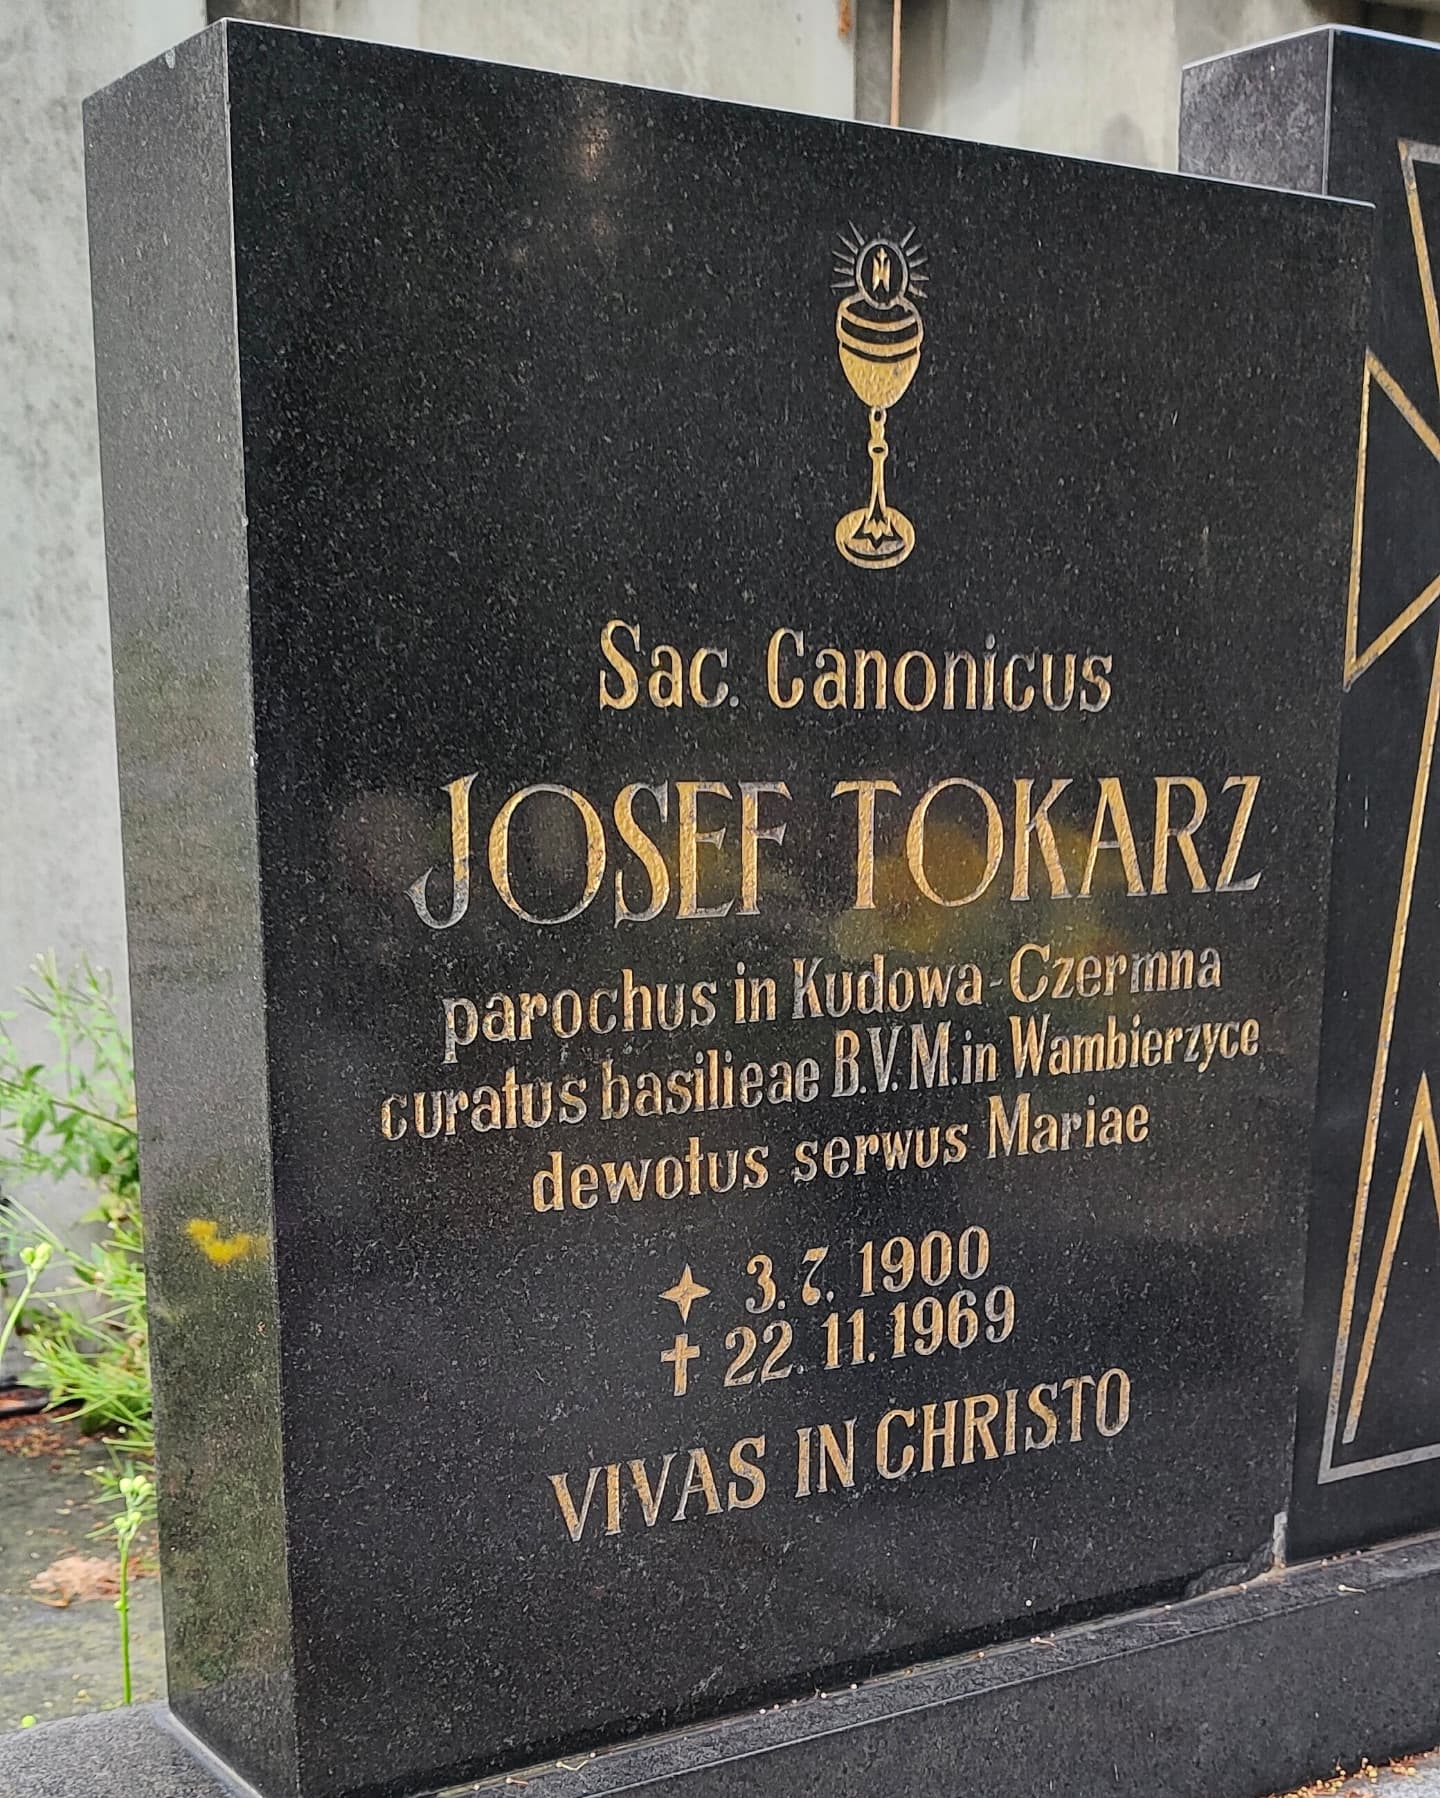 Sac. Canonicus
JOSEF TOKARZ
parochus in Kudowa-Czermna
curatus basilieae B.V.M. in Wambierzyce
dewotus serwus Mariae
3.7.1900
22.11.1969
VIVAS IN CHRISTO